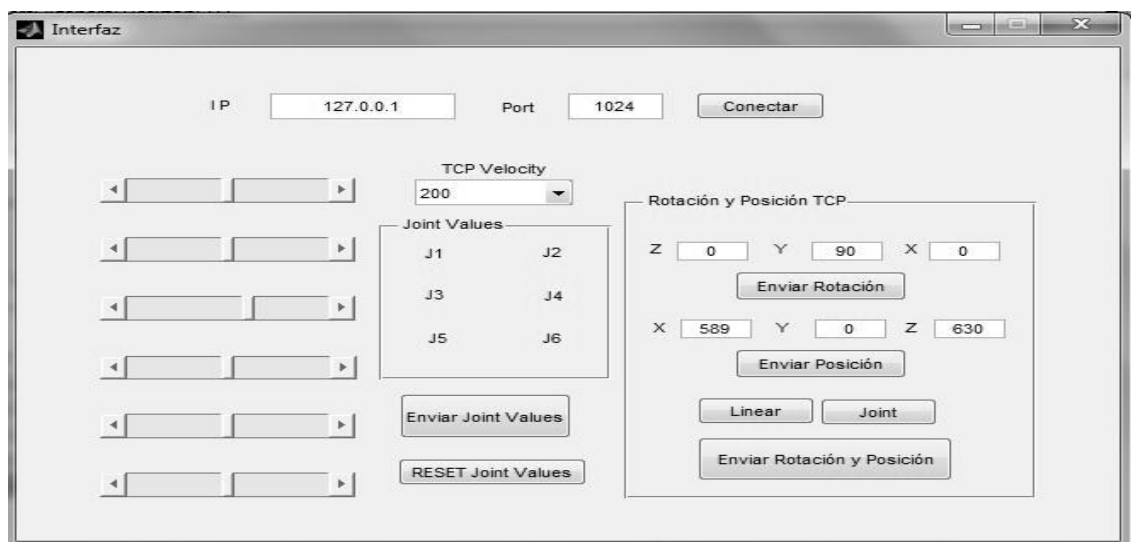 Interfaz
IP 127.0.0.1 Port 1024 Conectar
TCP Velocity
200
Joint Values
J1 J2
J3 J4
J5 J6
Enviar Joint Values
RESET Joint Values
Rotación y Posición TCP
Z 0 Y 90 X 0
Enviar Rotación
X 589 Y 0 Z 630
Enviar Posición
Linear Joint
Enviar Rotación y Posición